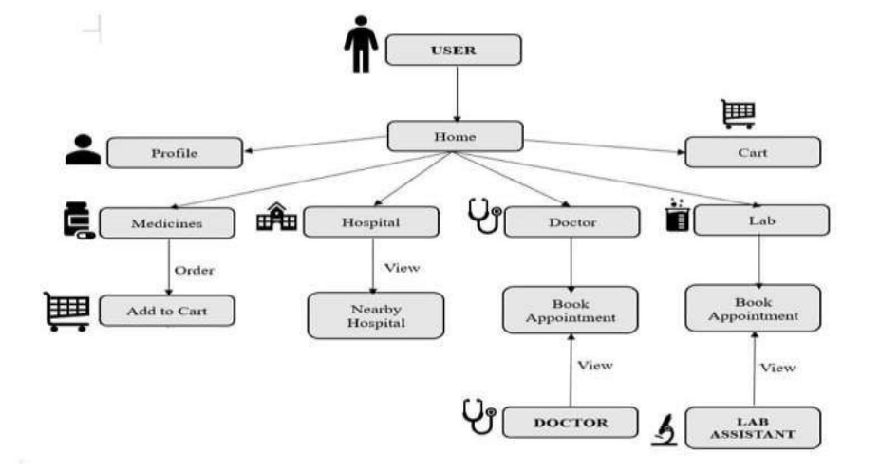 USER
Home
Profile
Cart
Medicines
Hospital
Doctor
Lab
Order
View
Add to Cart
Nearby
Hospital
Book
Appointment
Book
Appointment
View
View
DOCTOR
LAB
ASSISTANT